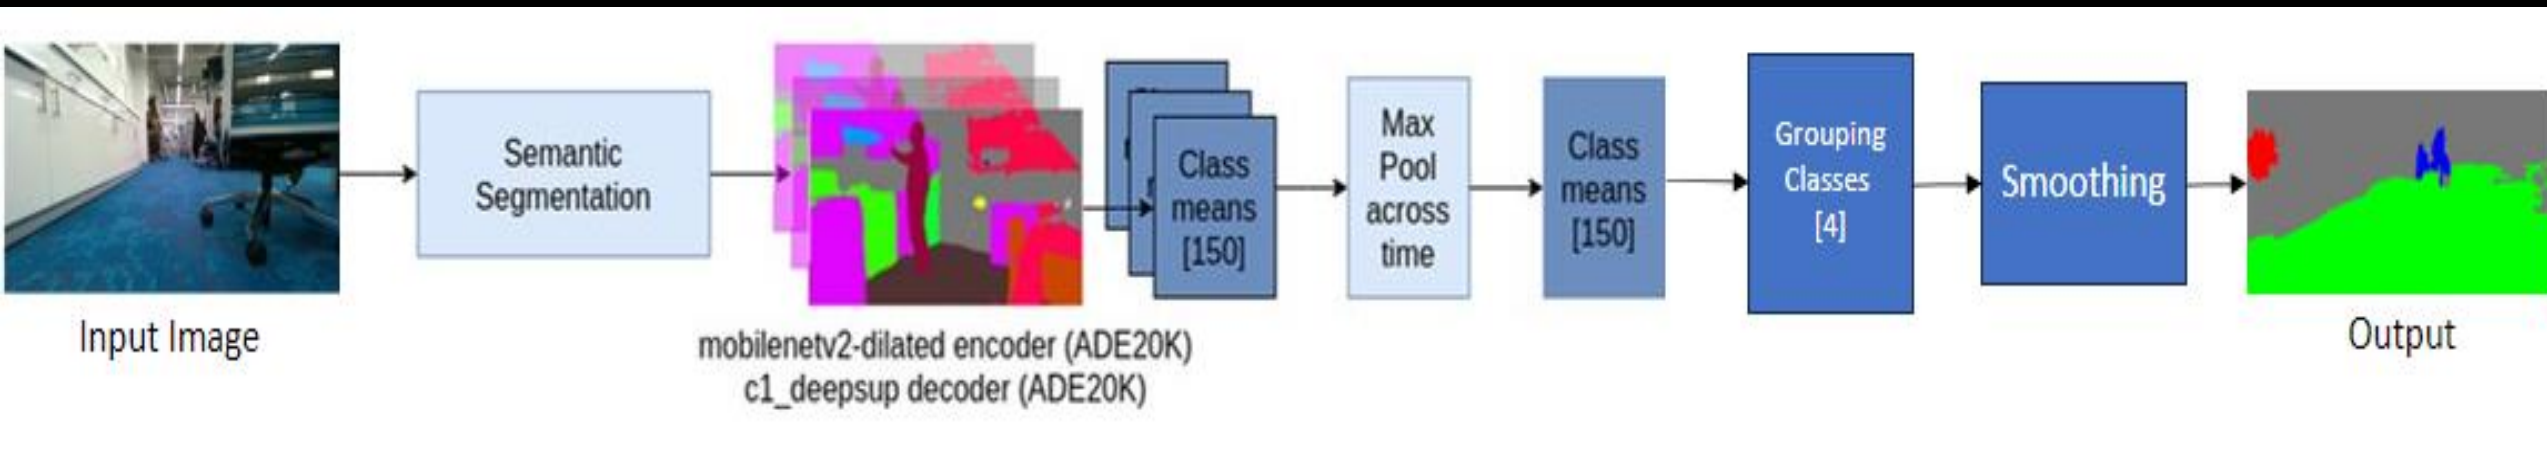 Input Image
Semantic
Segmentation
mobilenetv2-dilated encoder (ADE20K)
c1_deepsup decoder (ADE20K)
Class
means
[150]
Max
Pool
across
time
Class
means
[150]
Grouping
Classes
[4]
Smoothing
Output